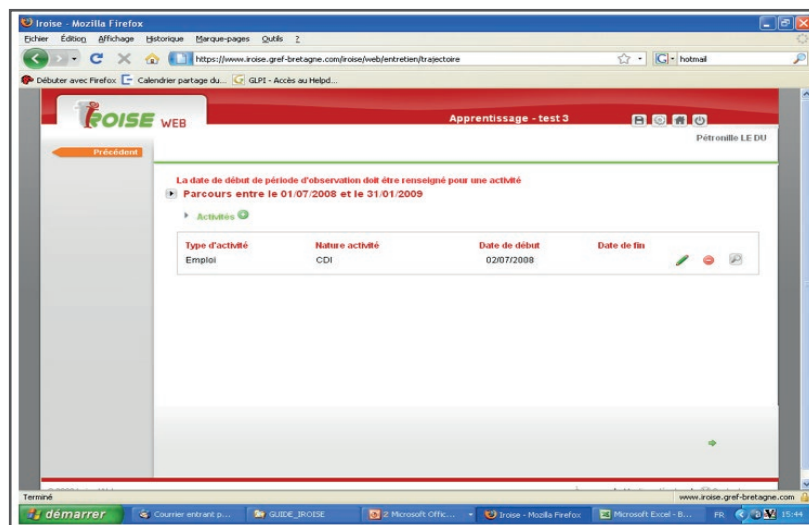 Iroise - Mozilla Firefox
Fichier Édition Affichage Historique Marque-pages Outils ?
https://www.iroise.gref-bretagne.com/iroise/web/entretien/trajectoire
hotmail
Débuter avec Firefox Calendrier partage du... GLPI - Accès au Helpd...
IROISE WEB
Apprentissage - test 3
Pétronille LE DU
Précédent
La date de début de période d'observation doit être renseigné pour une activité
Parcours entre le 01/07/2008 et le 31/01/2009
Activités
Type d'activité Nature activité Date de début Date de fin
Emploi CDI 02/07/2008
Terminé
www.iroise.gref-bretagne.com
démarrer Courrier entrant p... GUIDE_IROISE 2 Microsoft Offic... Iroise - Mozilla Firefox Microsoft Excel - B... FR 15:44